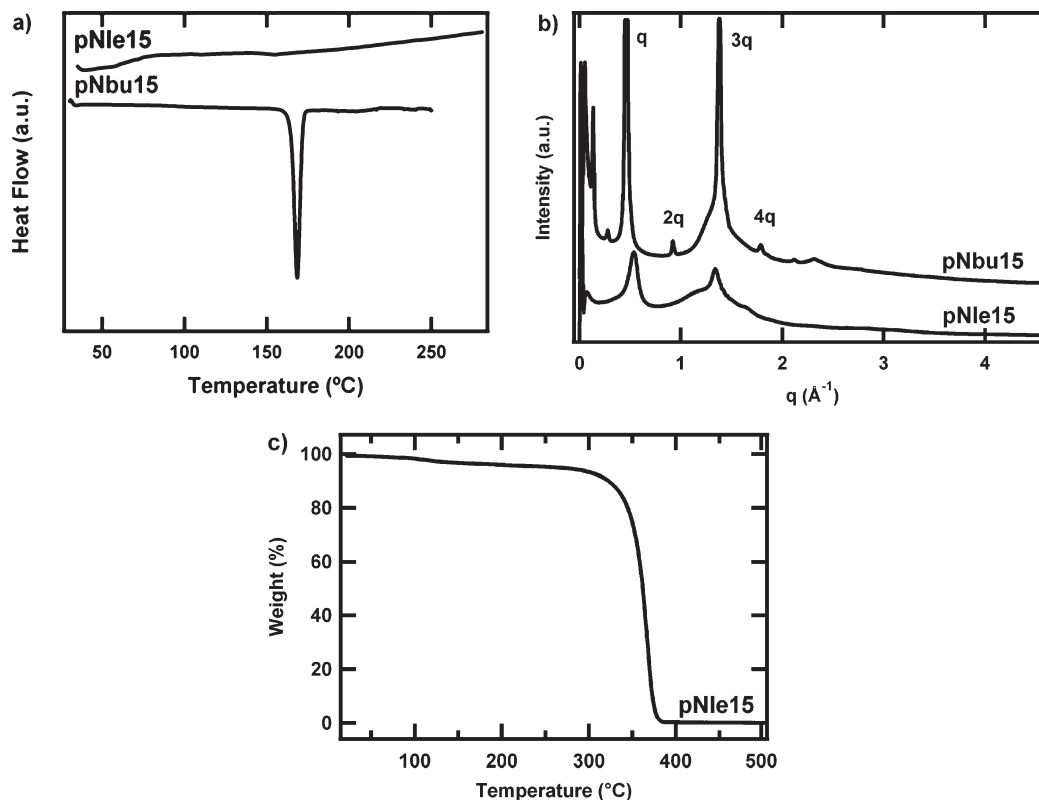 a)
pNle15
pNbu15
Heat Flow (a.u.)
50 100 150 200 250
Temperature (ºC)
b)
q
3q
2q
4q
pNbu15
pNle15
Intensity (a.u.)
0 1 2 3 4
q (Å⁻¹)
c)
100
80
60
40
20
0
Weight (%)
pNle15
100 200 300 400 500
Temperature (°C)